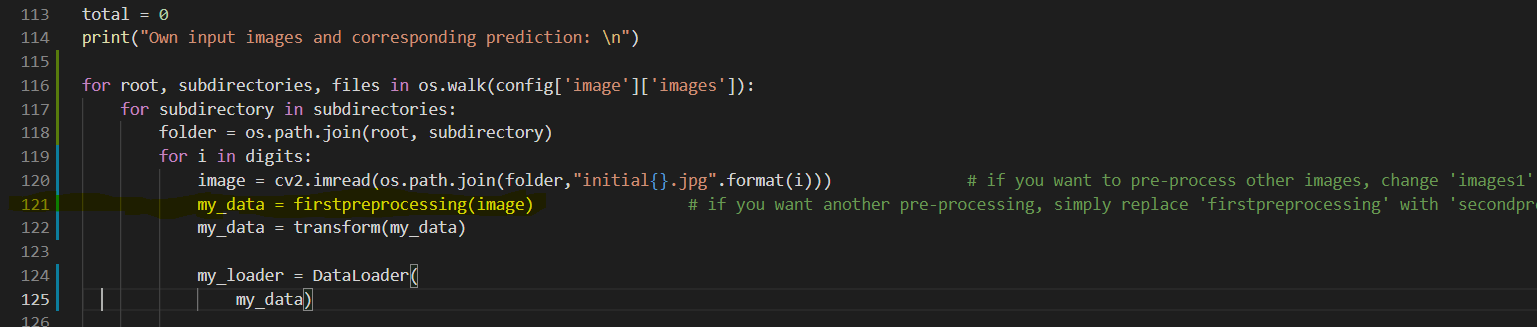 113 total = 0
114 print("Own input images and corresponding prediction: \n")
115
116 for root, subdirectories, files in os.walk(config['image']['images']):
117 for subdirectory in subdirectories:
118 folder = os.path.join(root, subdirectory)
119 for i in digits:
120 image = cv2.imread(os.path.join(folder,"initial{}.jpg".format(i))) # if you want to pre-process other images, change 'images1'
121 my_data = firstpreprocessing(image) # if you want another pre-processing, simply replace 'firstpreprocessing' with 'secondpr
122 my_data = transform(my_data)
123
124 my_loader = DataLoader(
125 my_data)
126